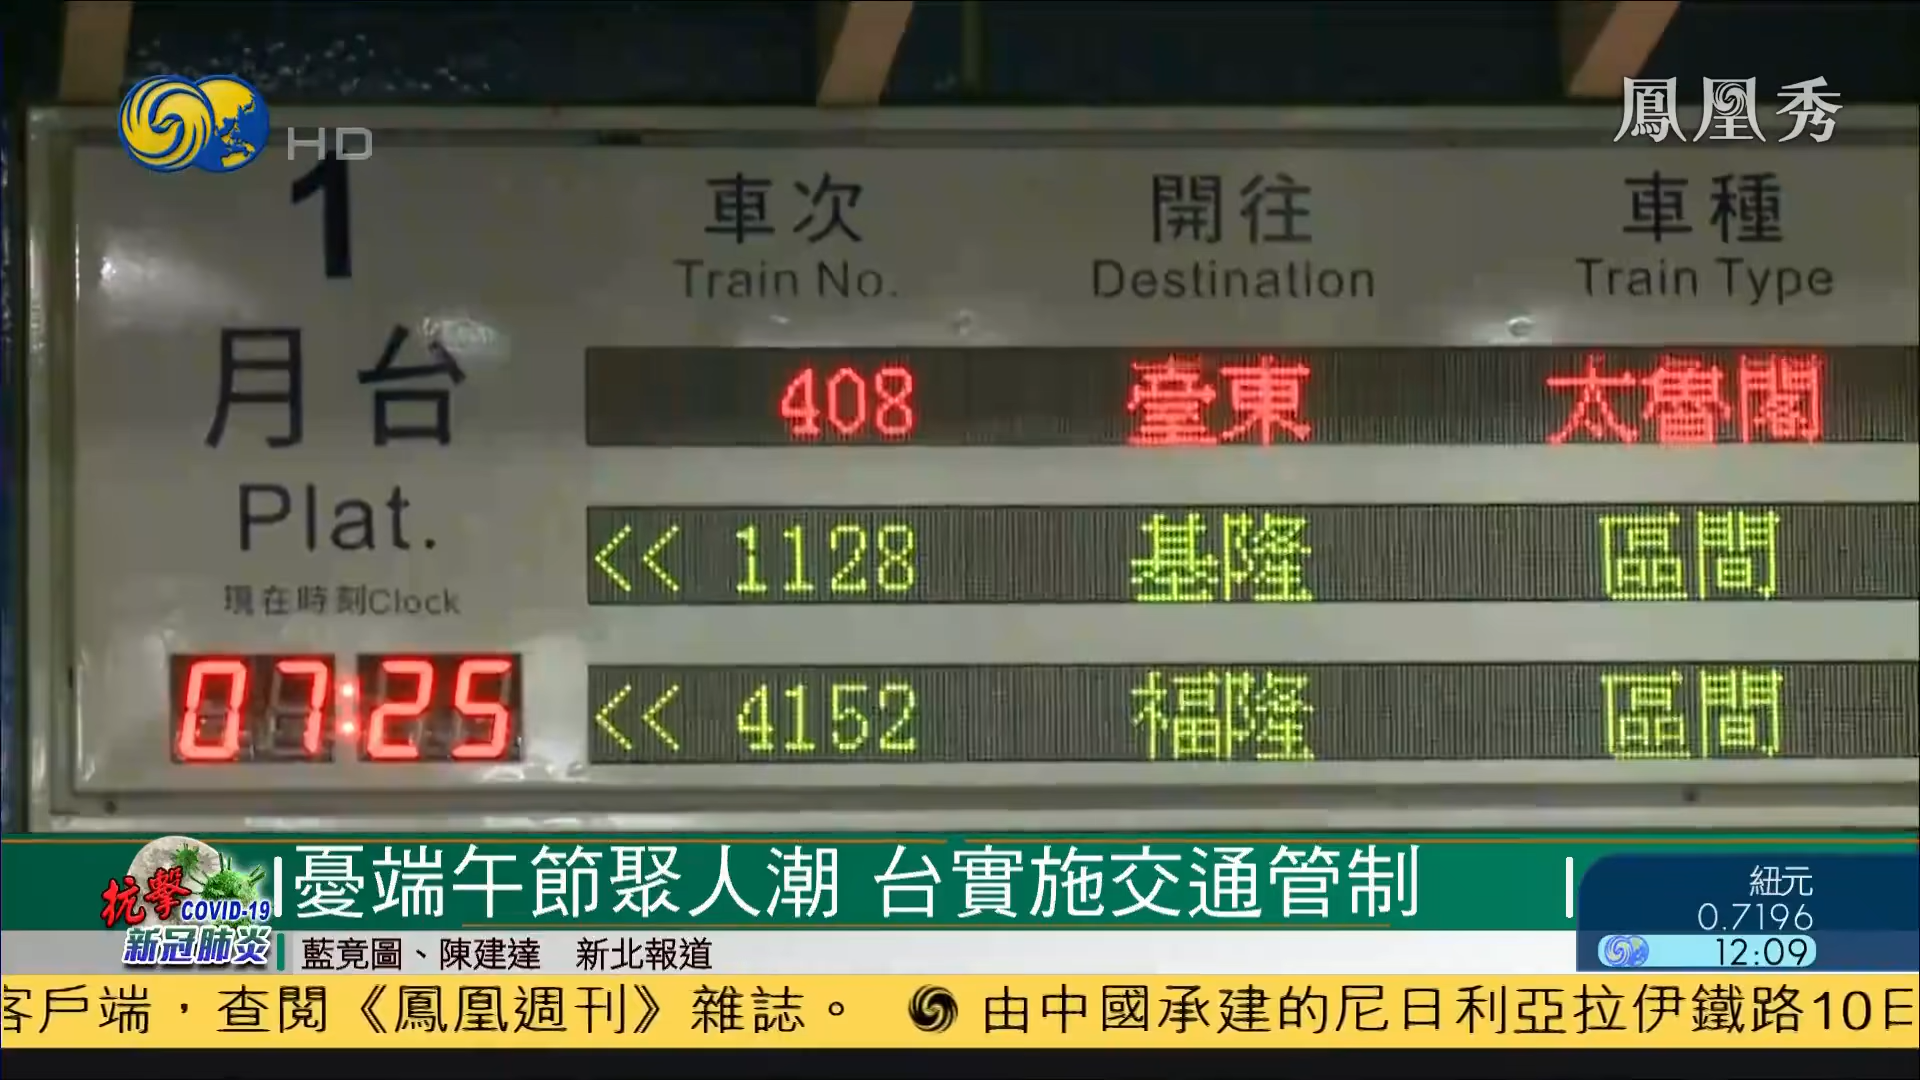 HD
鳳凰秀
1
月台
Plat.
現在時刻Clock
07:25
車次 開往 車種
Train No. Destination Train Type
408 臺東 太魯閣
<< 1128 基隆 區間
<< 4152 福隆 區間
抗擊
COVID-19
新冠肺炎
憂端午節聚人潮 台實施交通管制
藍竟圖、陳建達 新北報道
紐元
0.7196
12:09
客戶端，查閱《鳳凰週刊》雜誌。 由中國承建的尼日利亞拉伊鐵路10日